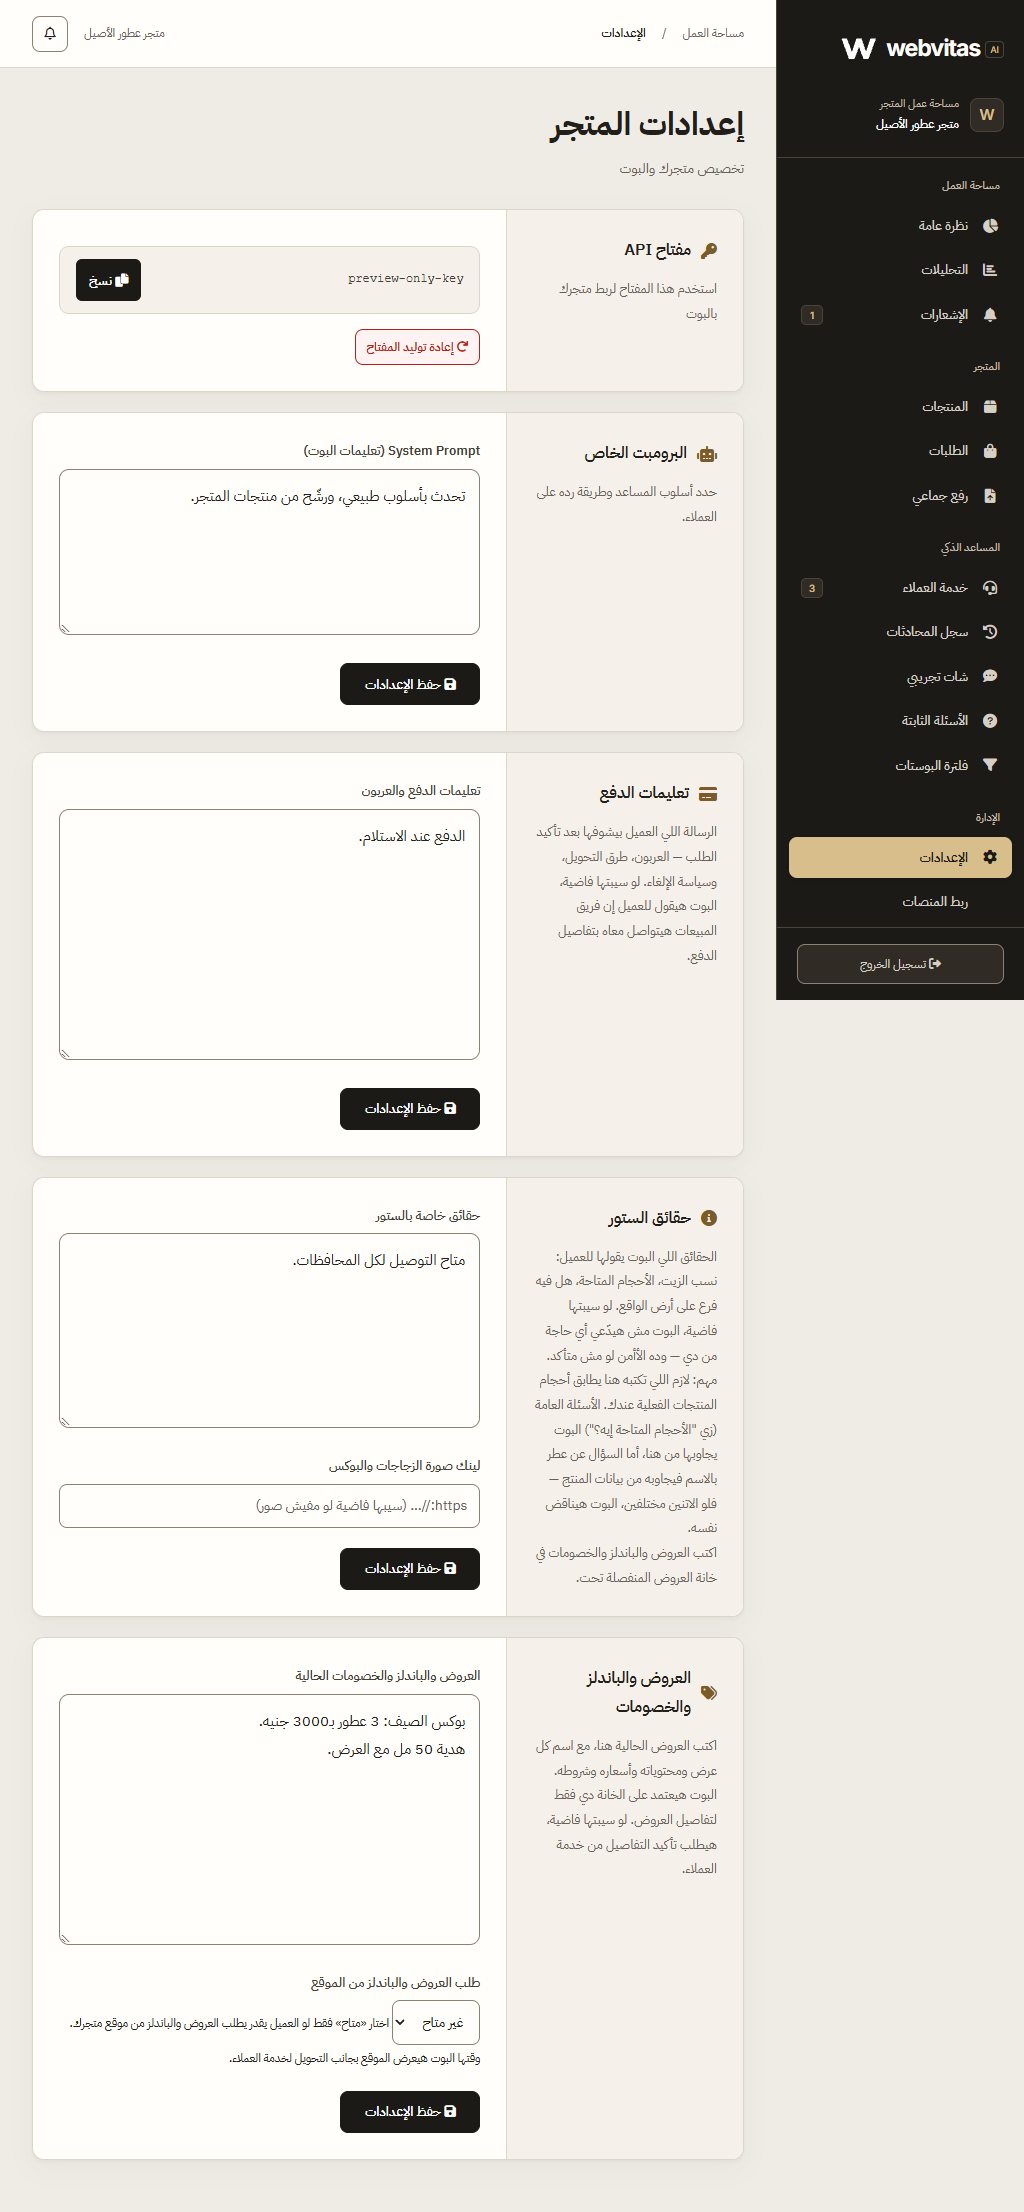 webvitas AI
W
مساحة عمل المتجر
متجر عطور الأصيل
مساحة العمل
نظرة عامة
التحليلات
الإشعارات
1
المتجر
المنتجات
الطلبات
رفع جماعي
المساعد الذكي
خدمة العملاء
3
سجل المحادثات
شات تجريبي
الأسئلة الثابتة
فلترة البوستات
الإدارة
الإعدادات
ربط المنصات
تسجيل الخروج
مساحة العمل / الإعدادات
متجر عطور الأصيل
إعدادات المتجر
تخصيص متجرك والبوت
مفتاح API
استخدم هذا المفتاح لربط متجرك
بالبوت
preview-only-key
نسخ
إعادة توليد المفتاح
البرومبت الخاص
حدد أسلوب المساعد وطريقة رده على
العملاء.
System Prompt (تعليمات البوت)
تحدث بأسلوب طبيعي، ورشّح من منتجات المتجر.
حفظ الإعدادات
تعليمات الدفع
الرسالة اللي العميل بيشوفها بعد تأكيد
الطلب — العربون، طرق التحويل،
وسياسة الإلغاء. لو سيبتها فاضية،
البوت هيقول للعميل إن فريق
المبيعات هيتواصل معاه بتفاصيل
الدفع.
تعليمات الدفع والعربون
الدفع عند الاستلام.
حفظ الإعدادات
حقائق الستور
الحقائق اللي البوت يقولها للعميل:
نسب الزيت، الأحجام المتاحة، هل فيه
فرع على أرض الواقع. لو سيبتها
فاضية، البوت مش هيدّعي أي حاجة
من دي — وده الأأمن لو مش متأكد.
مهم: لازم اللي تكتبه هنا يطابق أحجام
المنتجات الفعلية عندك. الأسئلة العامة
(زي "الأحجام المتاحة إيه؟") البوت
يجاوبها من هنا، أما السؤال عن عطر
بالاسم فيجاوبه من بيانات المنتج —
فلو الاتنين مختلفين، البوت هيناقض
نفسه.
اكتب العروض والباندلز والخصومات في
خانة العروض المنفصلة تحت.
حقائق خاصة بالستور
متاح التوصيل لكل المحافظات.
لينك صورة الزجاجات والبوكس
https://... (سيبها فاضية لو مفيش صور)
حفظ الإعدادات
العروض والباندلز
والخصومات
اكتب العروض الحالية هنا، مع اسم كل
عرض ومحتوياته وأسعاره وشروطه.
البوت هيعتمد على الخانة دي فقط
لتفاصيل العروض. لو سيبتها فاضية،
هيطلب تأكيد التفاصيل من خدمة
العملاء.
العروض والباندلز والخصومات الحالية
بوكس الصيف: 3 عطور بـ3000 جنيه.
هدية 50 مل مع العرض.
طلب العروض والباندلز من الموقع
غير متاح
اختار «متاح» فقط لو العميل يقدر يطلب العروض والباندلز من موقع متجرك.
وقتها البوت هيعرض الموقع بجانب التحويل لخدمة العملاء.
حفظ الإعدادات